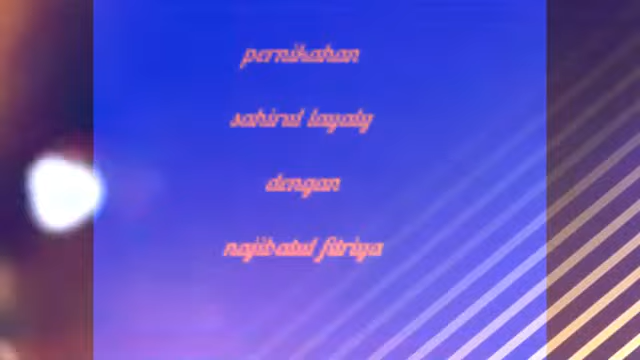 pernikahan
sahirul layaly
dengan
najibatul fitriya